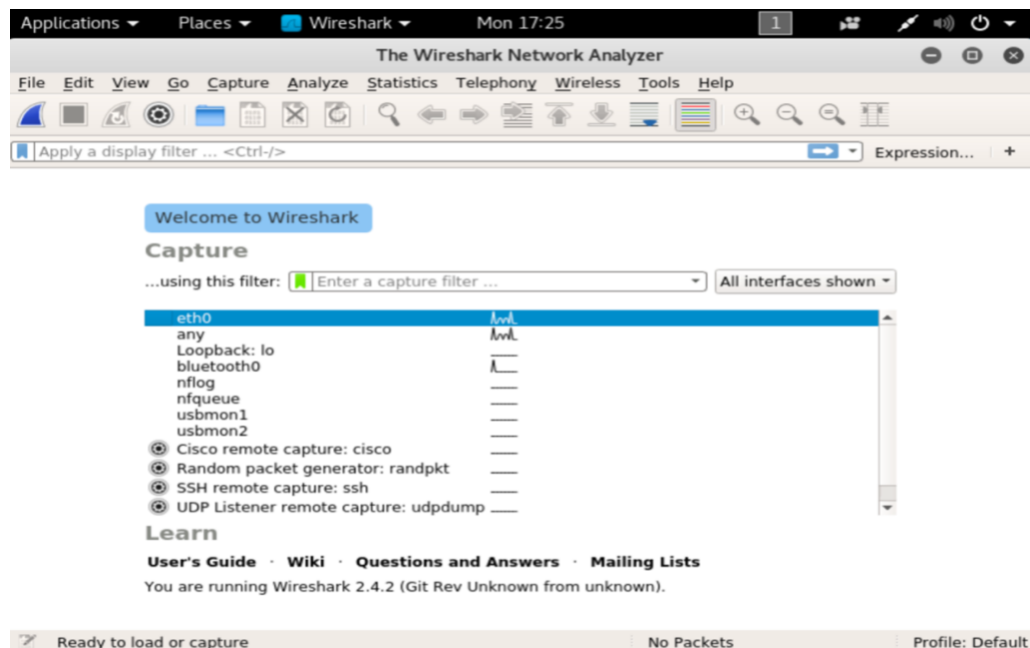 Applications Places Wireshark Mon 17:25 1
The Wireshark Network Analyzer
File Edit View Go Capture Analyze Statistics Telephony Wireless Tools Help
Apply a display filter ... <Ctrl-/> Expression... +
Welcome to Wireshark
Capture
...using this filter: Enter a capture filter ... All interfaces shown
eth0
any
Loopback: lo
bluetooth0
nflog
nfqueue
usbmon1
usbmon2
Cisco remote capture: cisco
Random packet generator: randpkt
SSH remote capture: ssh
UDP Listener remote capture: udpdump
Learn
User's Guide · Wiki · Questions and Answers · Mailing Lists
You are running Wireshark 2.4.2 (Git Rev Unknown from unknown).
Ready to load or capture No Packets Profile: Default